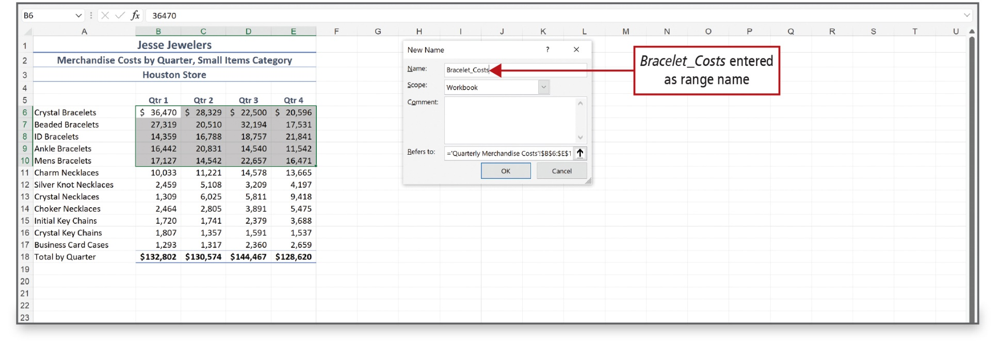 B6 fx 36470
A B C D E F G H I J K L M N O P Q R S T U
1 Jesse Jewelers
2 Merchandise Costs by Quarter, Small Items Category
3 Houston Store
4
5 Qtr 1 Qtr 2 Qtr 3 Qtr 4
6 Crystal Bracelets $ 36,470 $ 28,329 $ 22,500 $ 20,596
7 Beaded Bracelets 27,319 20,510 32,194 17,531
8 ID Bracelets 14,359 16,788 18,757 21,841
9 Ankle Bracelets 16,442 20,831 14,540 11,542
10 Mens Bracelets 17,127 14,542 22,657 16,471
11 Charm Necklaces 10,033 11,221 14,578 13,665
12 Silver Knot Necklaces 2,459 5,108 3,209 4,197
13 Crystal Necklaces 1,309 6,025 5,811 9,418
14 Choker Necklaces 2,464 2,805 3,891 5,475
15 Initial Key Chains 1,720 1,741 2,379 3,688
16 Crystal Key Chains 1,807 1,357 1,591 1,537
17 Business Card Cases 1,293 1,317 2,360 2,659
18 Total by Quarter $132,802 $130,574 $144,467 $128,620
19
20
21
22
23
New Name ?
Name: Bracelet_Costs
Scope: Workbook
Comment:
Refers to: ='Quarterly Merchandise Costs'!$B$6:$E$1
OK Cancel
Bracelet_Costs entered
as range name